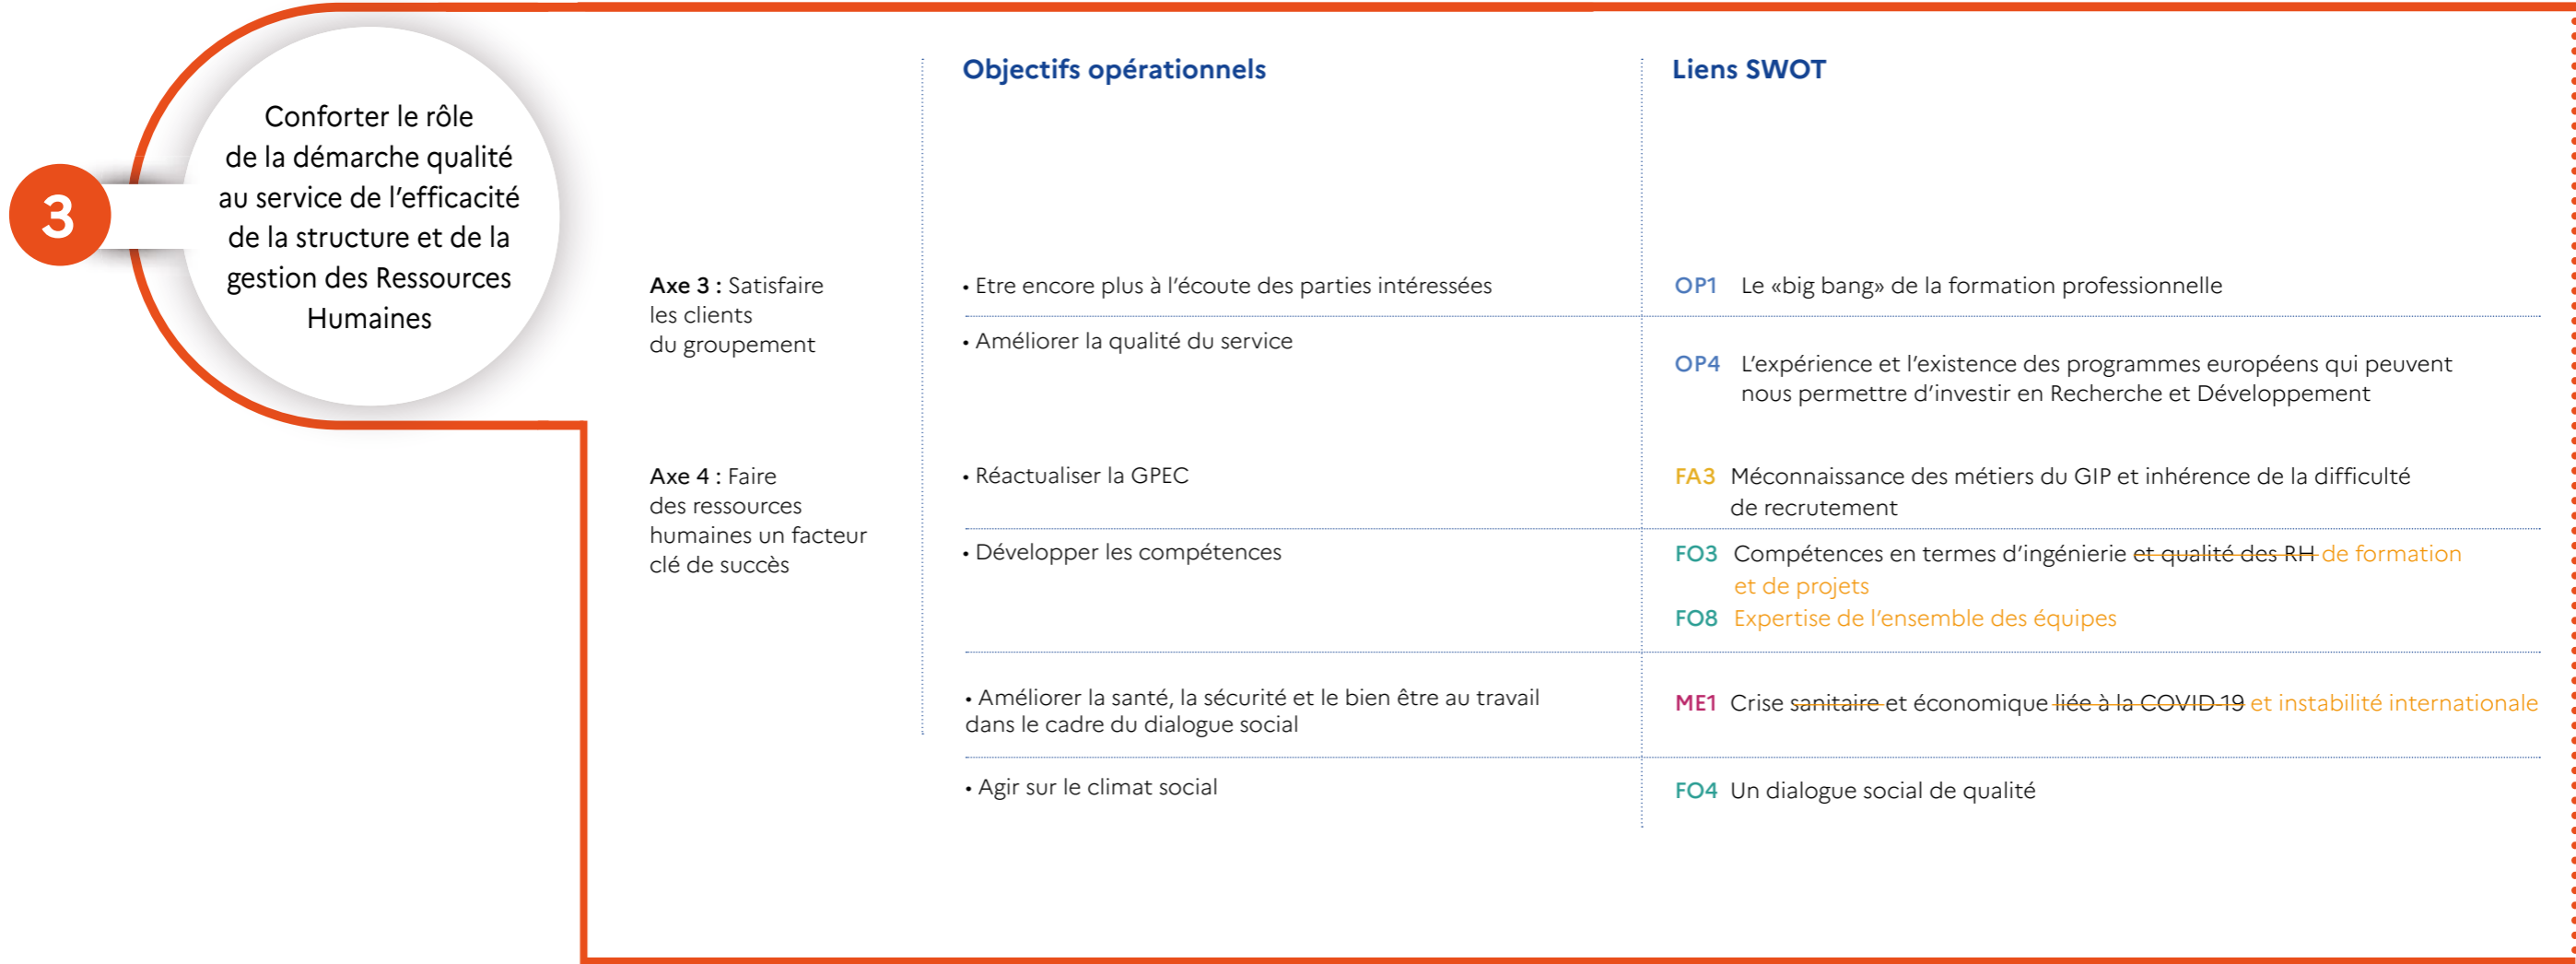 3
Conforter le rôle
de la démarche qualité
au service de l'efficacité
de la structure et de la
gestion des Ressources
Humaines
Objectifs opérationnels
Liens SWOT
Axe 3 : Satisfaire
les clients
du groupement
• Etre encore plus à l'écoute des parties intéressées
OP1 Le «big bang» de la formation professionnelle
• Améliorer la qualité du service
OP4 L'expérience et l'existence des programmes européens qui peuvent
nous permettre d'investir en Recherche et Développement
Axe 4 : Faire
des ressources
humaines un facteur
clé de succès
• Réactualiser la GPEC
FA3 Méconnaissance des métiers du GIP et inhérence de la difficulté
de recrutement
• Développer les compétences
FO3 Compétences en termes d'ingénierie et qualité des RH de formation
et de projets
FO8 Expertise de l'ensemble des équipes
• Améliorer la santé, la sécurité et le bien être au travail
dans le cadre du dialogue social
ME1 Crise sanitaire et économique liée à la COVID-19 et instabilité internationale
• Agir sur le climat social
FO4 Un dialogue social de qualité